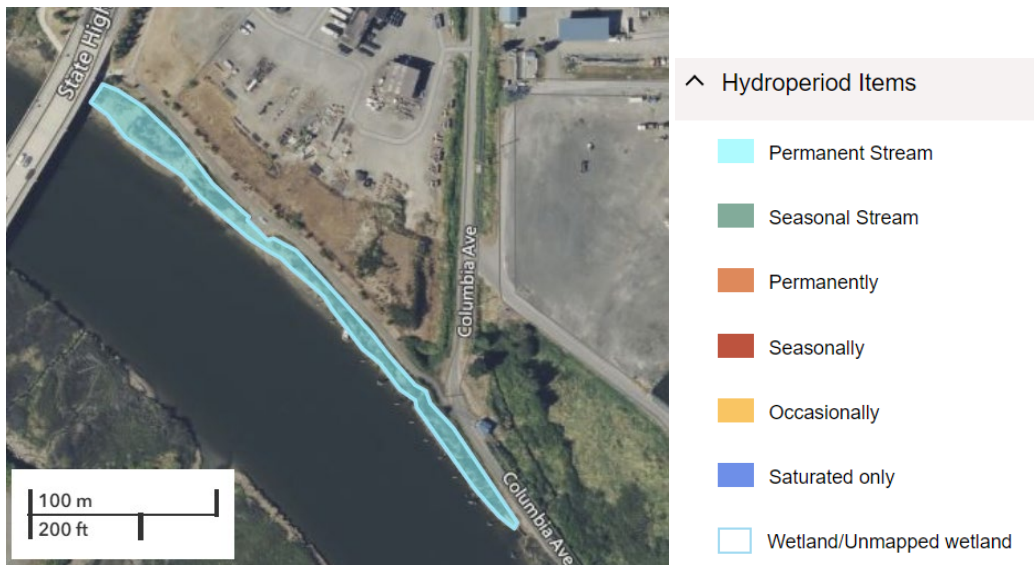 State High
Columbia Ave
Columbia Ave
100 m
200 ft
Hydroperiod Items
Permanent Stream
Seasonal Stream
Permanently
Seasonally
Occasionally
Saturated only
Wetland/Unmapped wetland